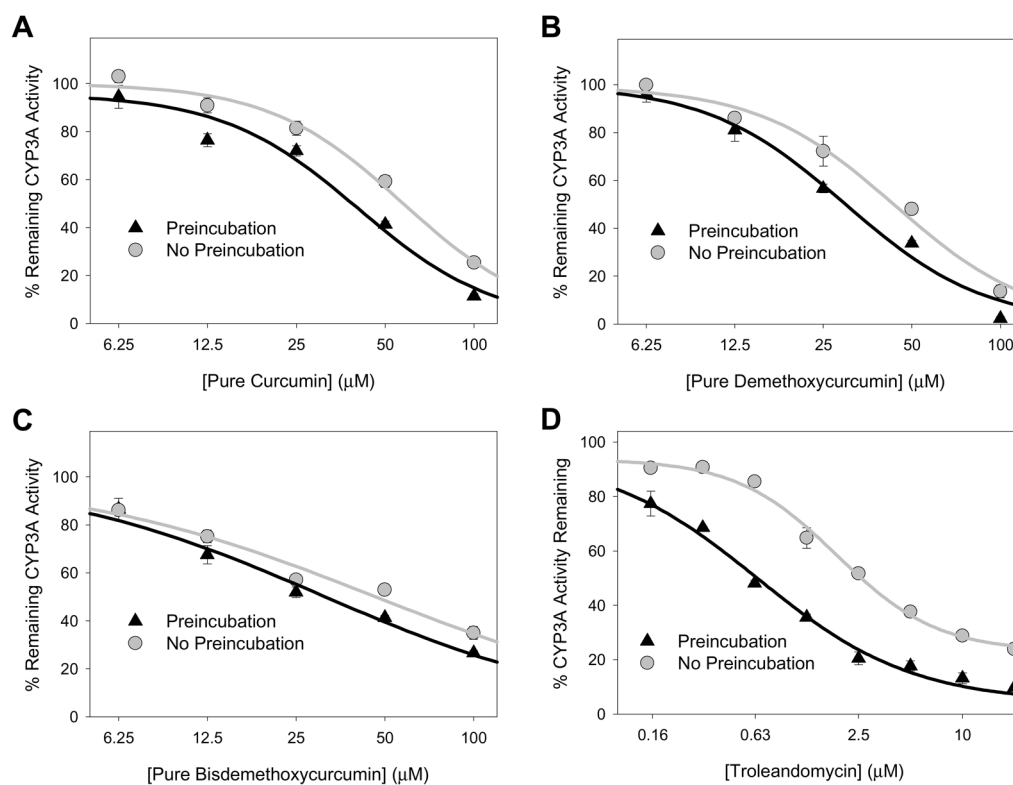 A
% Remaining CYP3A Activity
100
80
60
40
20
0
Preincubation
No Preincubation
6.25 12.5 25 50 100
[Pure Curcumin] (μM)
B
% Remaining CYP3A Activity
100
80
60
40
20
0
Preincubation
No Preincubation
6.25 12.5 25 50 100
[Pure Demethoxycurcumin] (μM)
C
% Remaining CYP3A Activity
100
80
60
40
20
0
Preincubation
No Preincubation
6.25 12.5 25 50 100
[Pure Bisdemethoxycurcumin] (μM)
D
% CYP3A Activity Remaining
100
80
60
40
20
0
Preincubation
No Preincubation
0.16 0.63 2.5 10
[Troleandomycin] (μM)